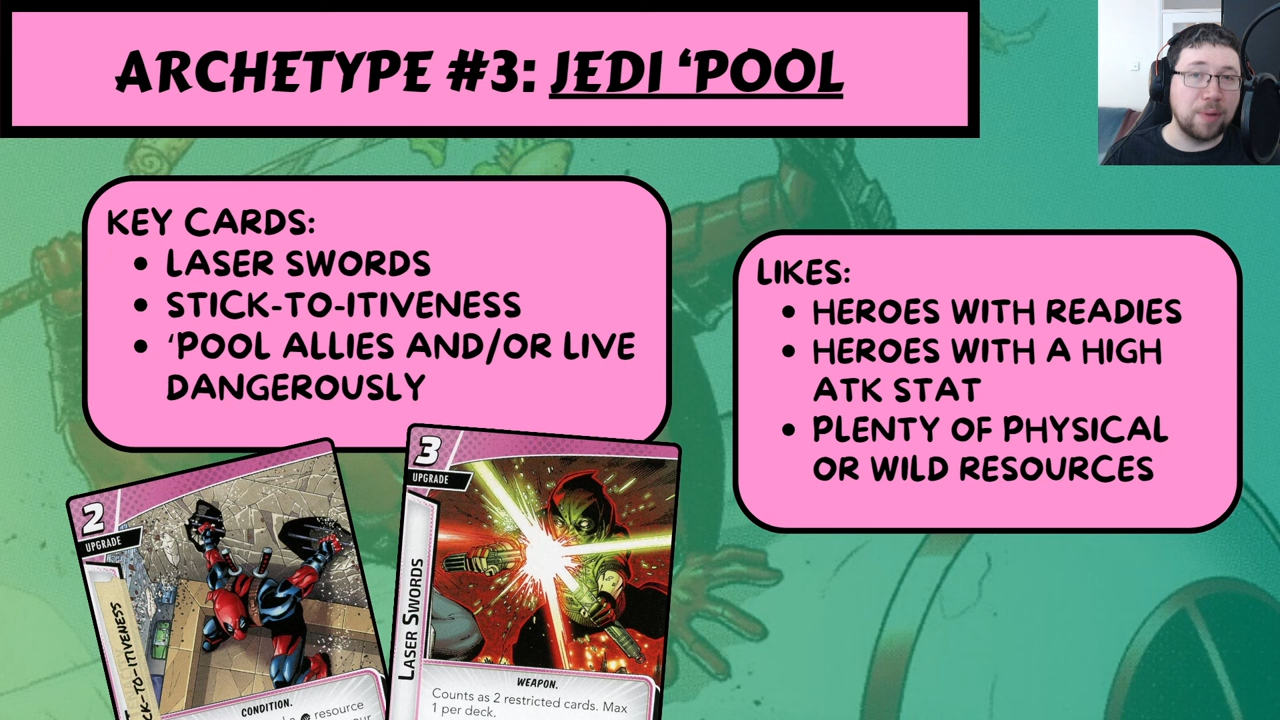 ARCHETYPE #3: JEDI ‘POOL
KEY CARDS:
• LASER SWORDS
• STICK-TO-ITIVENESS
• ‘POOL ALLIES AND/OR LIVE
DANGEROUSLY
LIKES:
• HEROES WITH READIES
• HEROES WITH A HIGH
ATK STAT
• PLENTY OF PHYSICAL
OR WILD RESOURCES
2
UPGRADE
CK-TO-ITIVENESS
CONDITION.
resource
3
UPGRADE
LASER SWORDS
WEAPON.
Counts as 2 restricted cards. Max
1 per deck.